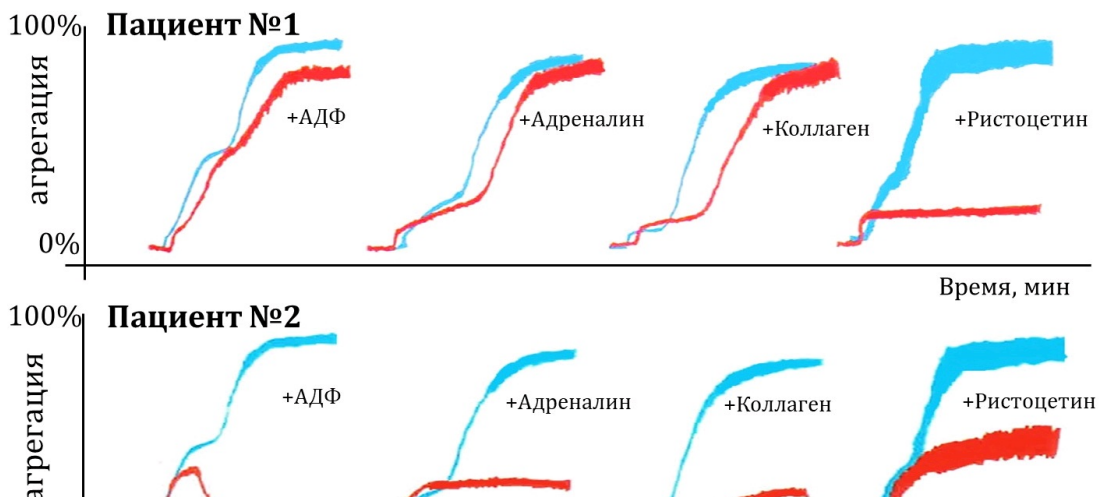 100%
Пациент №1
агрегация
+АДФ
+Адреналин
+Коллаген
+Ристоцетин
0%
Время, мин
100%
Пациент №2
агрегация
+АДФ
+Адреналин
+Коллаген
+Ристоцетин